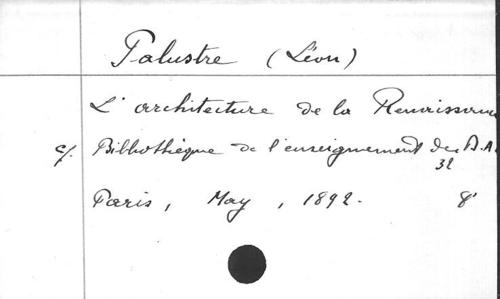 Palustre (Léon)
L'architecture de la Renaissance
c/. Bibliothèque de l'enseignement des B.A.
32
Paris, May, 1892. 8°